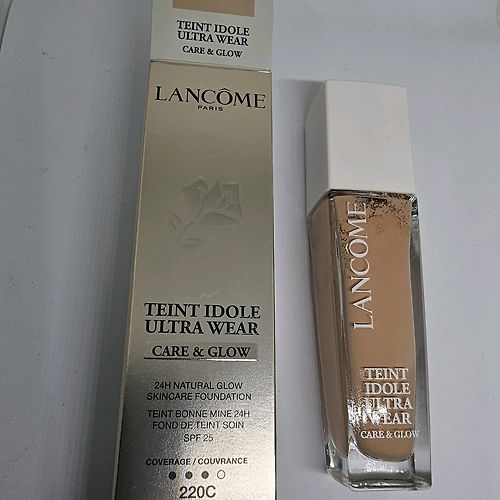 TEINT IDOLE
ULTRA WEAR
CARE & GLOW
LANCÔME
PARIS
TEINT IDOLE
ULTRA WEAR
CARE & GLOW
24H NATURAL GLOW
SKINCARE FOUNDATION
TEINT BONNE MINE 24H
FOND DE TEINT SOIN
SPF 25
COVERAGE / COUVRANCE
220C
LANCÔME
TEINT
IDOLE
ULTRA
WEAR
CARE & GLOW